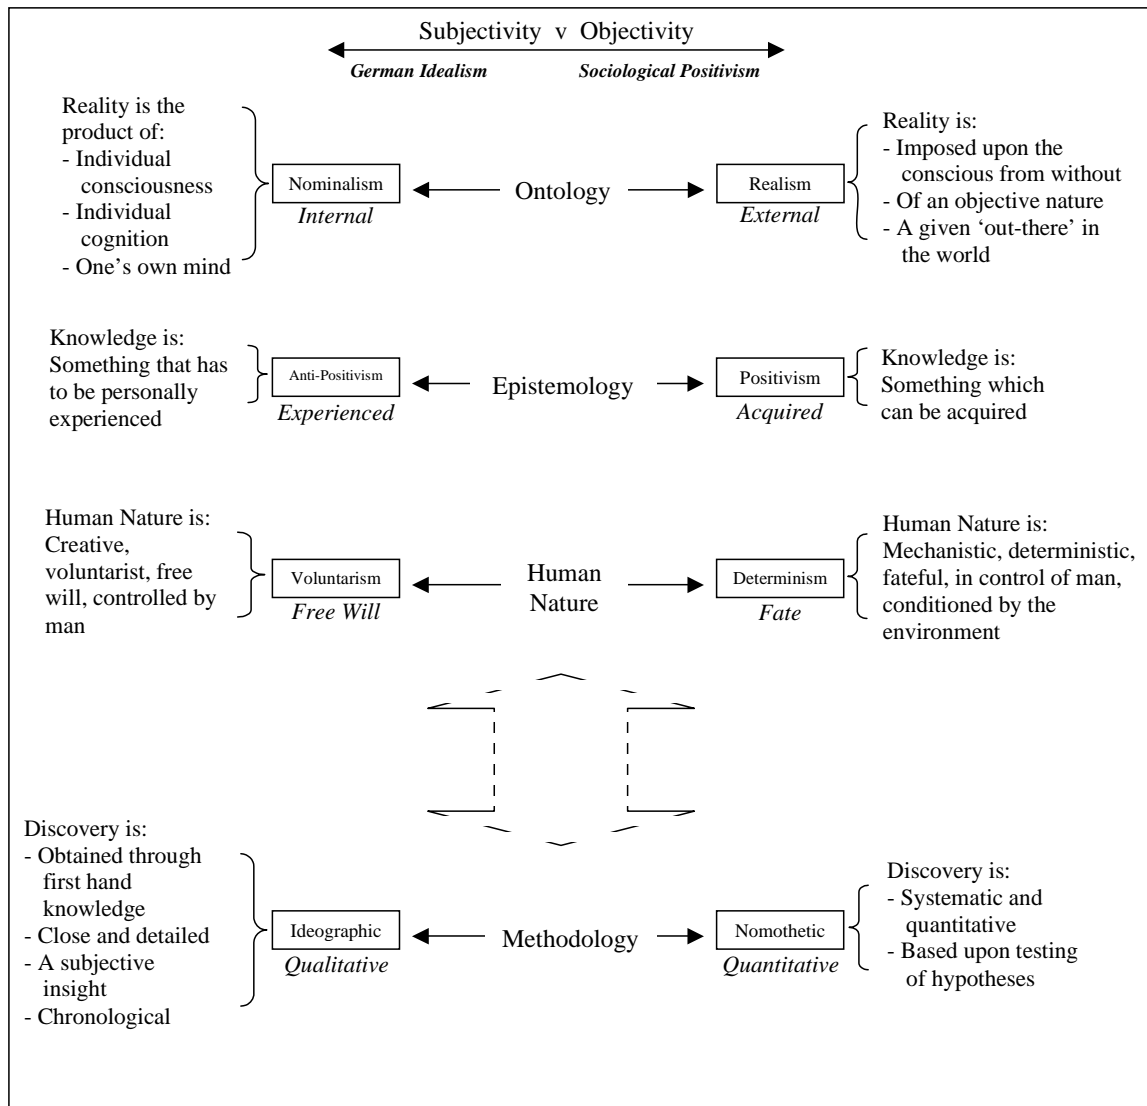 Subjectivity v Objectivity
German Idealism
Sociological Positivism
Reality is the
product of:
- Individual
consciousness
- Individual
cognition
- One’s own mind
Nominalism
Internal
Ontology
Realism
External
Reality is:
- Imposed upon the
conscious from without
- Of an objective nature
- A given ‘out-there’ in
the world
Knowledge is:
Something that has
to be personally
experienced
Anti-Positivism
Experienced
Epistemology
Positivism
Acquired
Knowledge is:
Something which
can be acquired
Human Nature is:
Creative,
voluntarist, free
will, controlled by
man
Voluntarism
Free Will
Human
Nature
Determinism
Fate
Human Nature is:
Mechanistic, deterministic,
fateful, in control of man,
conditioned by the
environment
Discovery is:
- Obtained through
first hand
knowledge
- Close and detailed
- A subjective
insight
- Chronological
Ideographic
Qualitative
Methodology
Nomothetic
Quantitative
Discovery is:
- Systematic and
quantitative
- Based upon testing
of hypotheses